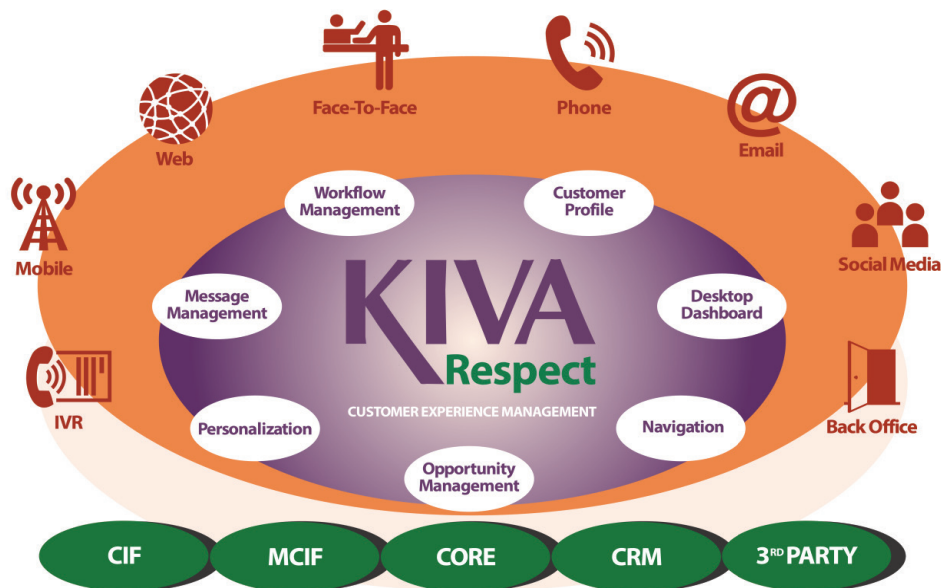 Face-To-Face
Phone
Web
Email
Workflow
Management
Customer
Profile
Mobile
Social Media
Message
Management
Desktop
Dashboard
KIVA
Respect
CUSTOMER EXPERIENCE MANAGEMENT
IVR
Personalization
Navigation
Back Office
Opportunity
Management
CIF
MCIF
CORE
CRM
3RD PARTY